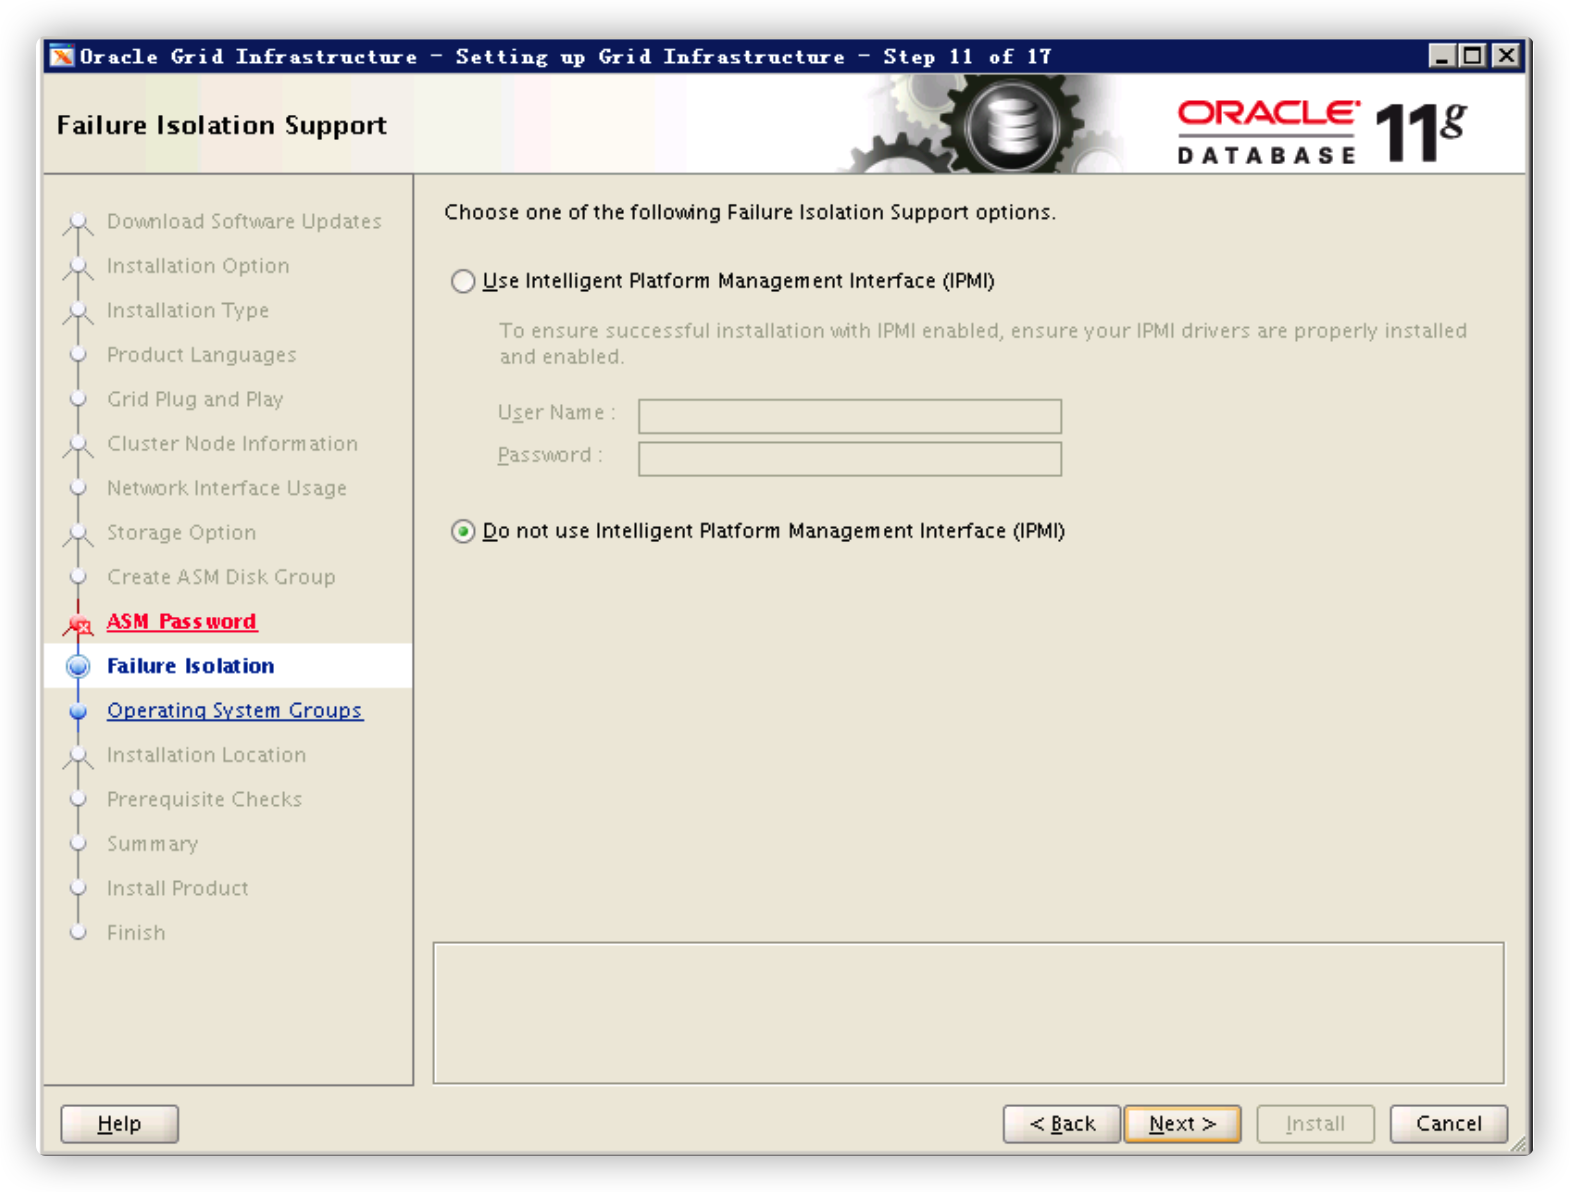 Oracle Grid Infrastructure - Setting up Grid Infrastructure - Step 11 of 17
Failure Isolation Support
ORACLE
DATABASE
11g
Download Software Updates
Installation Option
Installation Type
Product Languages
Grid Plug and Play
Cluster Node Information
Network Interface Usage
Storage Option
Create ASM Disk Group
ASM Password
Failure Isolation
Operating System Groups
Installation Location
Prerequisite Checks
Summary
Install Product
Finish
Choose one of the following Failure Isolation Support options.
Use Intelligent Platform Management Interface (IPMI)
To ensure successful installation with IPMI enabled, ensure your IPMI drivers are properly installed
and enabled.
User Name :
Password :
Do not use Intelligent Platform Management Interface (IPMI)
Help
< Back
Next >
Install
Cancel